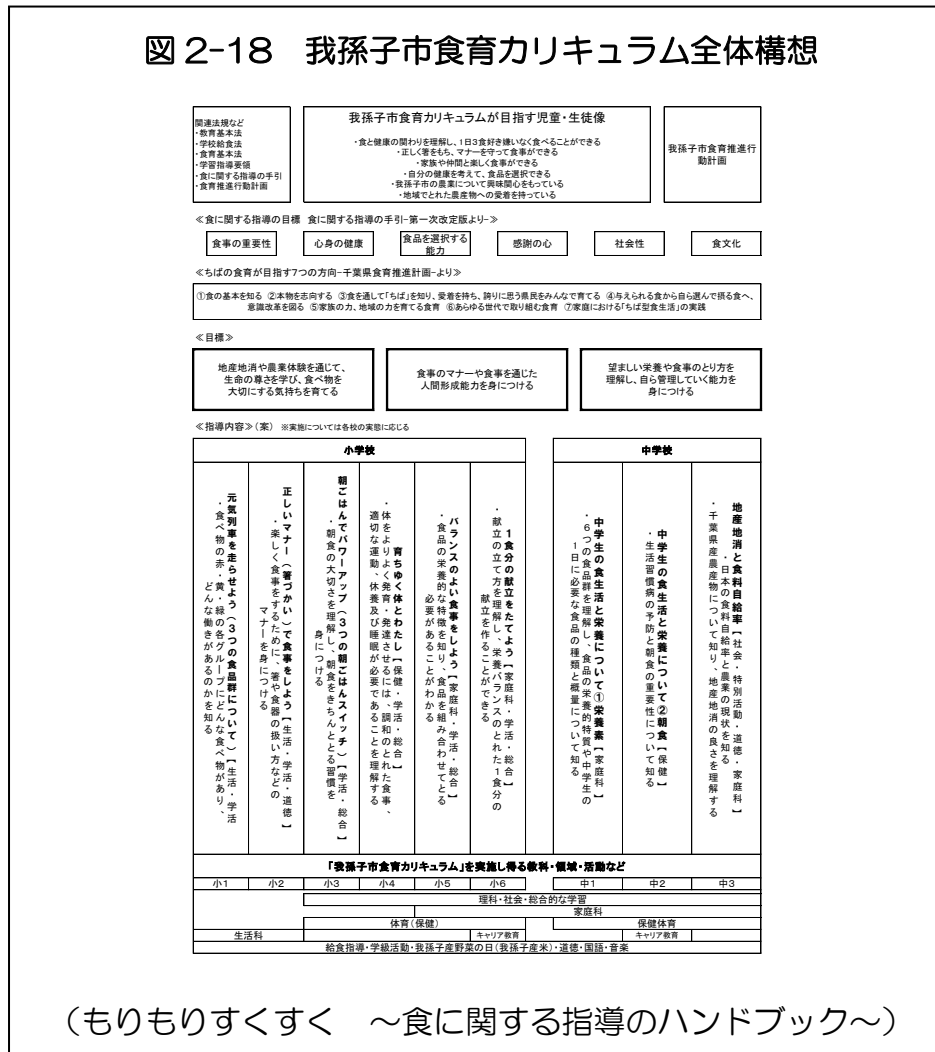 図2-18 我孫子市食育カリキュラム全体構想
関連法規など
・教育基本法
・学校給食法
・食育基本法
・学習指導要領
・食に関する指導の手引
・食育推進行動計画
我孫子市食育カリキュラムが目指す児童・生徒像
・食と健康の関わりを理解し、1日3食好き嫌いなく食べることができる
・正しく箸をもち、マナーを守って食事ができる
・家族や仲間と楽しく食事ができる
・自分の健康を考えて、食品を選択できる
・我孫子市の農業について興味関心をもっている
・地域でとれた農産物への愛着を持っている
我孫子市食育推進行
動計画
≪食に関する指導の目標 食に関する指導の手引-第一次改定版より-≫
食事の重要性
心身の健康
食品を選択する
能力
感謝の心
社会性
食文化
≪ちばの食育が目指す7つの方向-千葉県食育推進計画-より≫
①食の基本を知る ②本物を志向する ③食を通して「ちば」を知り、愛着を持ち、誇りに思う県民をみんなで育てる ④与えられる食から自ら選んで摂る食へ、
意識改革を図る ⑤家族の力、地域の力を育てる食育 ⑥あらゆる世代で取り組む食育 ⑦家庭における「ちば型食生活」の実践
≪目標≫
地産地消や農業体験を通じて、
生命の尊さを学び、食べ物を
大切にする気持ちを育てる
食事のマナーや食事を通じた
人間形成能力を身につける
望ましい栄養や食事のとり方を
理解し、自ら管理していく能力を
身につける
≪指導内容≫(案) ※実施については各校の実態に応じる
小学校
中学校
元気列車を走らせよう(3つの食品群について)【生活・学活】
・食べ物の赤・黄・緑の各グループにどんな食べ物があり、
どんな働きがあるのかを知る
正しいマナー(箸づかい)で食事をしよう【生活・学活・道徳】
・楽しく食事をするために、箸や食器の扱い方などの
マナーを身につける
朝ごはんでパワーアップ(3つの朝ごはんスイッチ)【学活・総合】
・朝食の大切さを理解し、朝食をきちんととる習慣を
身につける
育ちゆく体とわたし【保健・学活・総合】
・体をよりよく発育・発達させるには、調和のとれた食事、
適切な運動、休養及び睡眠が必要であることを理解する
バランスのよい食事をしよう【家庭科・学活・総合】
・食品の栄養的な特徴を知り、食品を組み合わせてとる
必要があることがわかる
1食分の献立をたてよう【家庭科・学活・総合】
・献立の立て方を理解し、栄養バランスのとれた1食分の
献立を作ることができる
中学生の食生活と栄養について①栄養素【家庭科】
・6つの食品群を理解し、食品の栄養的特質や中学生の
1日に必要な食品の種類と概量について知る
中学生の食生活と栄養について②朝食【保健】
・生活習慣病の予防と朝食の重要性について知る
地産地消と食料自給率【社会・特別活動・道徳・家庭科】
・日本の食料自給率と農業の現状を知る
・千葉県産農産物について知り、地産地消の良さを理解する
「我孫子市食育カリキュラム」を実施し得る教科・領域・活動など
小1
小2
小3
小4
小5
小6
中1
中2
中3
理科・社会・総合的な学習
家庭科
体育(保健)
保健体育
生活科
キャリア教育
キャリア教育
給食指導・学級活動・我孫子産野菜の日(我孫子産米)・道徳・国語・音楽
(もりもりすくすく ~食に関する指導のハンドブック~)